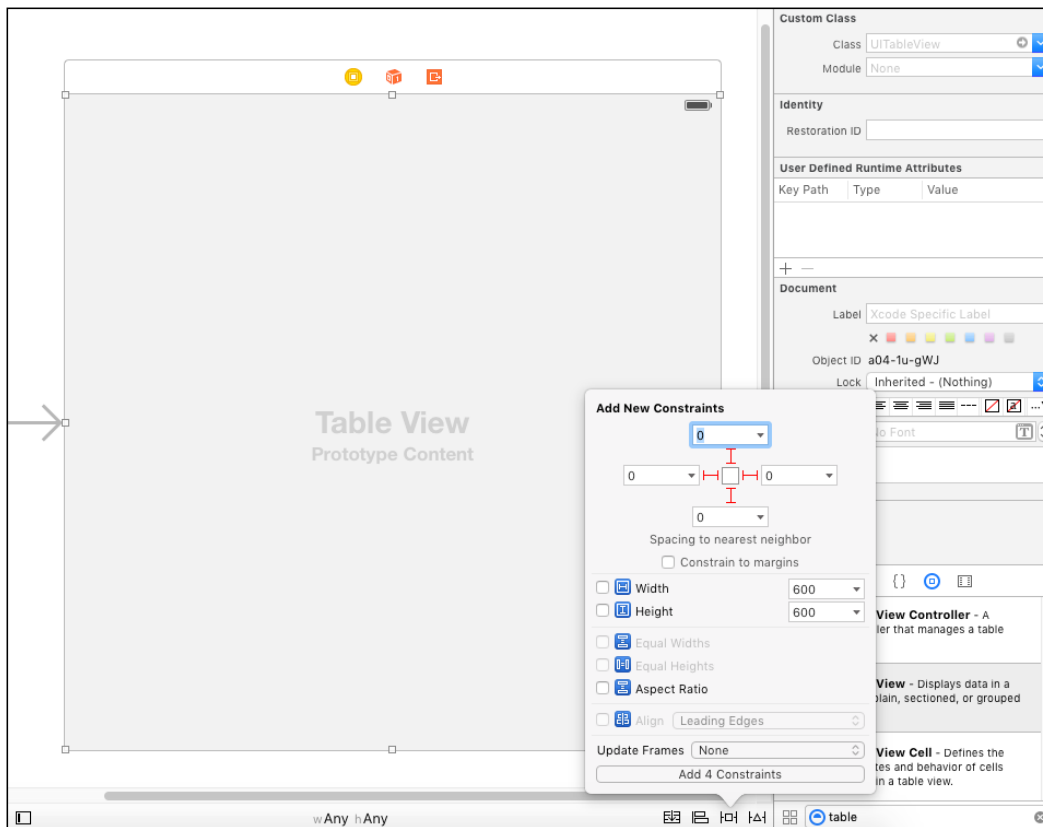 Custom Class
Class UITableView
Module None
Identity
Restoration ID
User Defined Runtime Attributes
Key Path Type Value
+ −
Document
Label Xcode Specific Label
Object ID a04-1u-gWJ
Lock Inherited - (Nothing)
No Font T
Table View
Prototype Content
Add New Constraints
0
0 0
0
Spacing to nearest neighbor
Constrain to margins
Width 600
Height 600
Equal Widths
Equal Heights
Aspect Ratio
Align Leading Edges
Update Frames None
Add 4 Constraints
{}
View Controller - A
ler that manages a table
View - Displays data in a
plain, sectioned, or grouped
View Cell - Defines the
tes and behavior of cells
in a table view.
wAny hAny
table